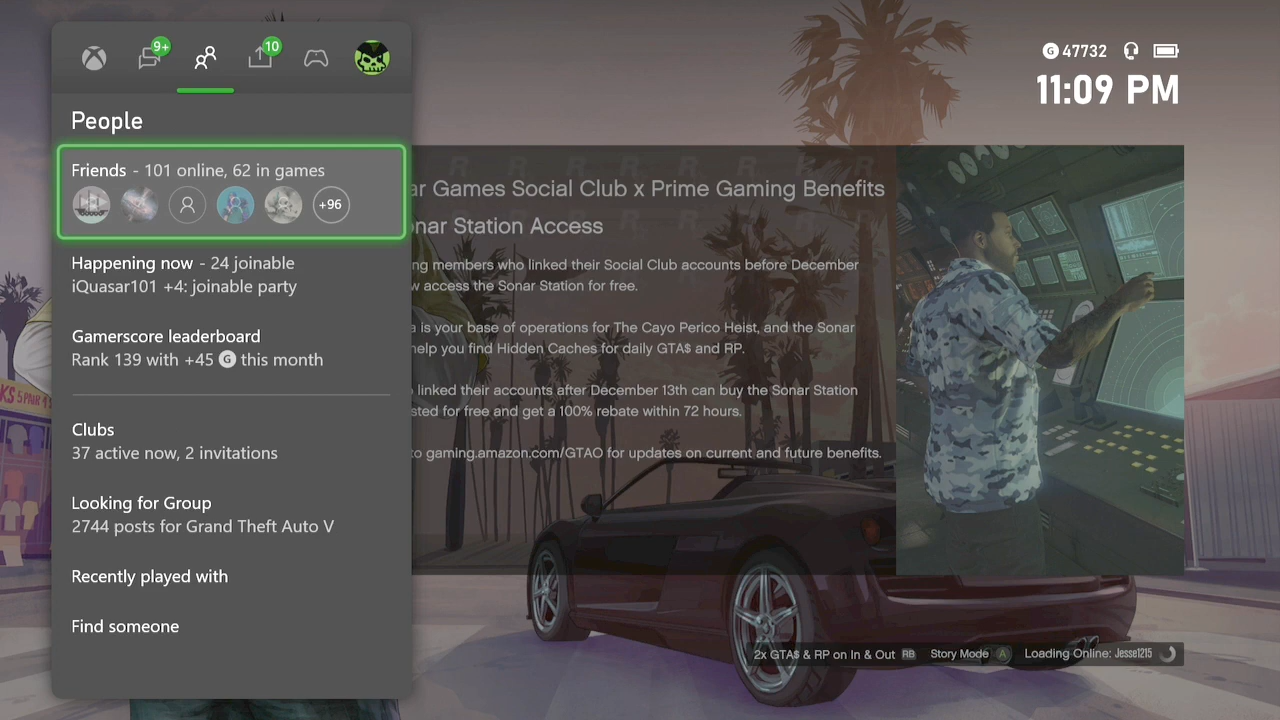 9+
10
G 47732
11:09 PM
People
Friends - 101 online, 62 in games
+96
Happening now - 24 joinable
iQuasar101 +4: joinable party
Gamerscore leaderboard
Rank 139 with +45 G this month
Clubs
37 active now, 2 invitations
Looking for Group
2744 posts for Grand Theft Auto V
Recently played with
Find someone
Games Social Club x Prime Gaming Benefits
Station Access
members who linked their Social Club accounts before December
access the Sonar Station for free.
is your base of operations for The Cayo Perico Heist, and the Sonar
help you find Hidden Caches for daily GTA$ and RP.
linked their accounts after December 13th can buy the Sonar Station
for free and get a 100% rebate within 72 hours.
to gaming.amazon.com/GTAO for updates on current and future benefits.
KS 5 PAIR
2x GTA$ & RP on In & Out RB Story Mode A Loading Online: Jesse1215